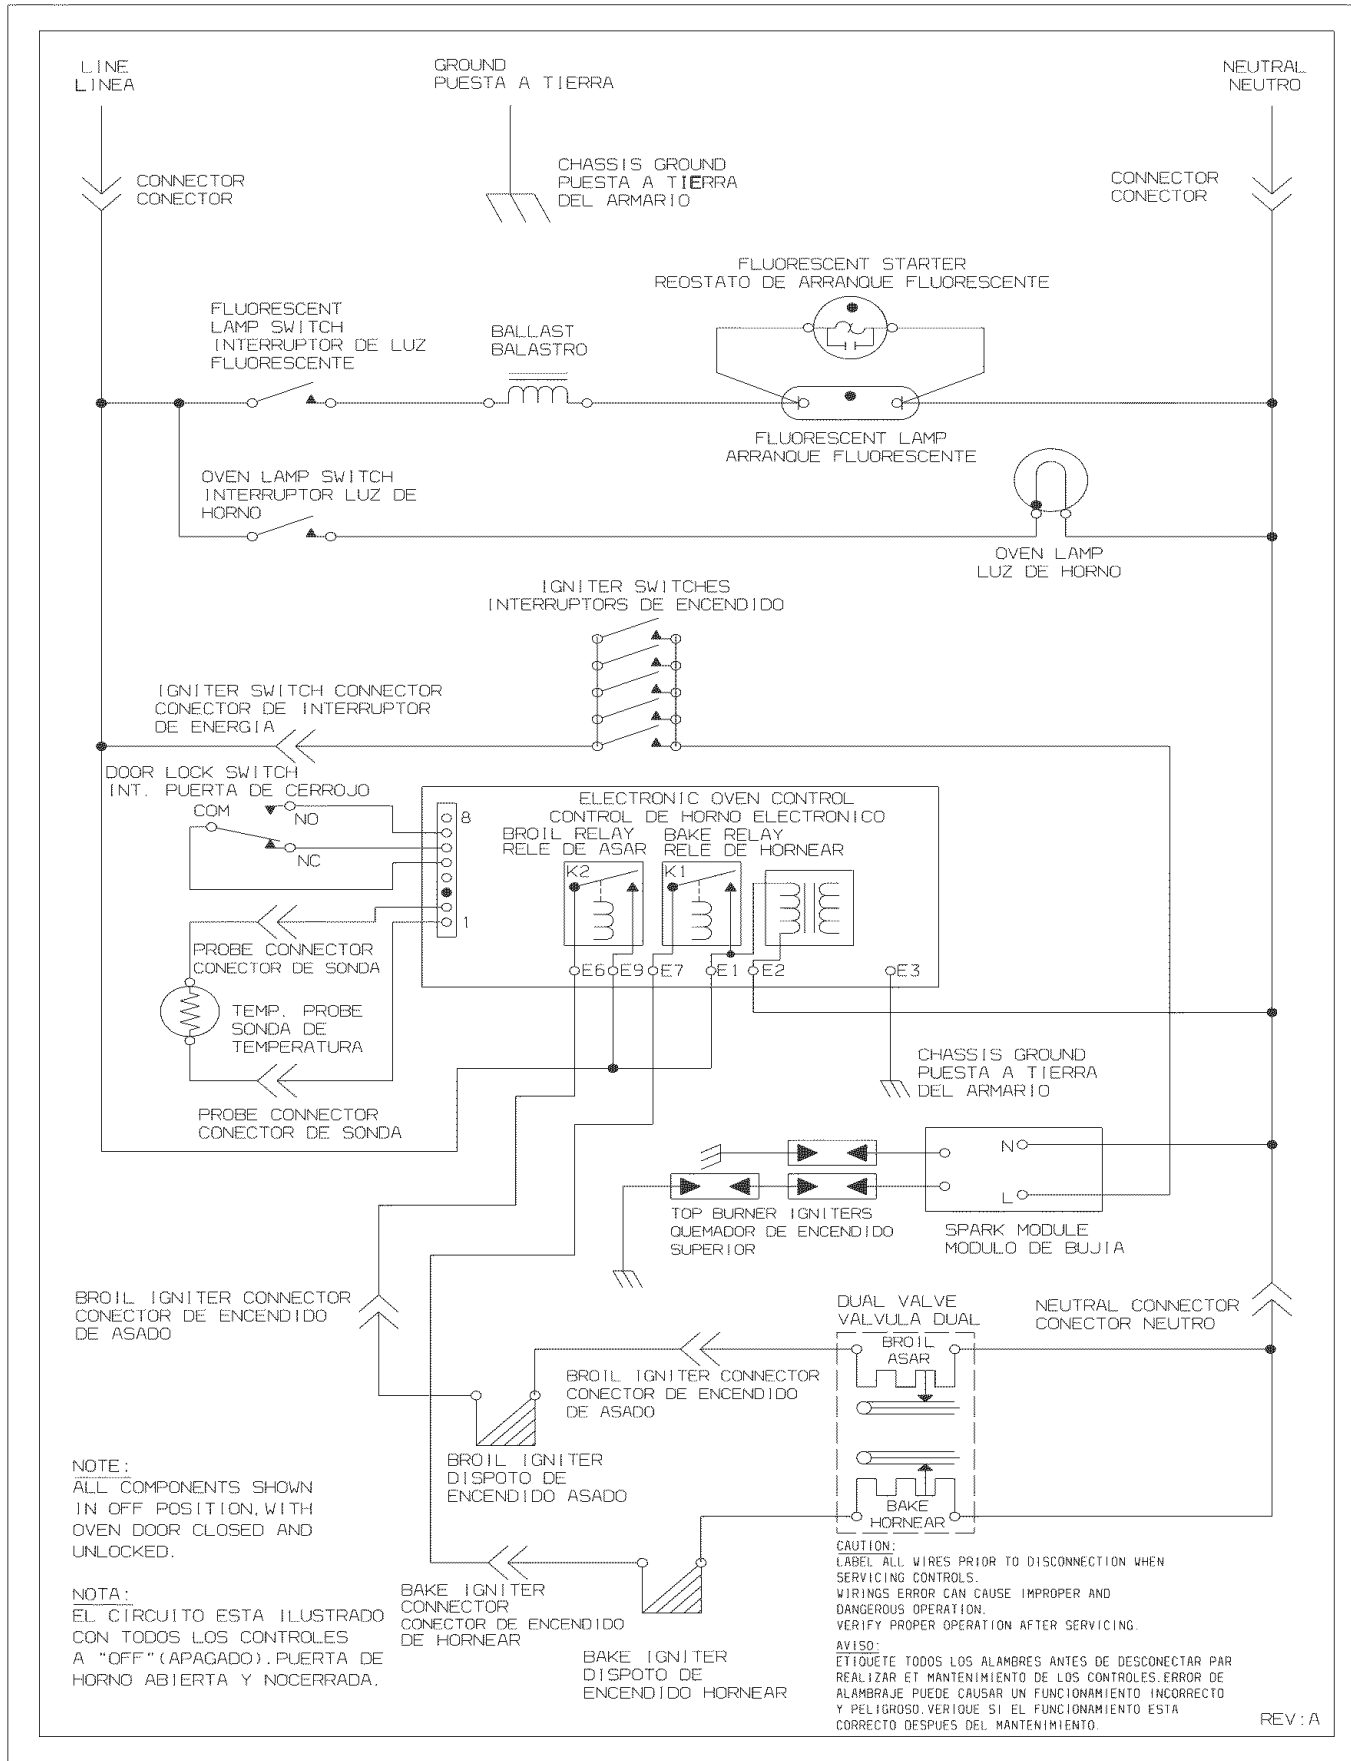 LINE
LINEA
GROUND
PUESTA A TIERRA
NEUTRAL
NEUTRO
CONNECTOR
CONECTOR
CHASSIS GROUND
PUESTA A TIERRA
DEL ARMARIO
CONNECTOR
CONECTOR
FLUORESCENT STARTER
REOSTATO DE ARRANQUE FLUORESCENTE
FLUORESCENT
LAMP SWITCH
INTERRUPTOR DE LUZ
FLUORESCENTE
BALLAST
BALASTRO
FLUORESCENT LAMP
ARRANQUE FLUORESCENTE
OVEN LAMP SWITCH
INTERRUPTOR LUZ DE
HORNO
OVEN LAMP
LUZ DE HORNO
IGNITER SWITCHES
INTERRUPTORS DE ENCENDIDO
IGNITER SWITCH CONNECTOR
CONECTOR DE INTERRUPTOR
DE ENERGIA
DOOR LOCK SWITCH
INT. PUERTA DE CERROJO
COM
NO
NC
8
1
ELECTRONIC OVEN CONTROL
CONTROL DE HORNO ELECTRONICO
BROIL RELAY
RELE DE ASAR
BAKE RELAY
RELE DE HORNEAR
K2
K1
E6
E9
E7
E1
E2
E3
PROBE CONNECTOR
CONECTOR DE SONDA
TEMP. PROBE
SONDA DE
TEMPERATURA
PROBE CONNECTOR
CONECTOR DE SONDA
CHASSIS GROUND
PUESTA A TIERRA
DEL ARMARIO
N
L
TOP BURNER IGNITERS
QUEMADOR DE ENCENDIDO
SUPERIOR
SPARK MODULE
MODULO DE BUJIA
BROIL IGNITER CONNECTOR
CONECTOR DE ENCENDIDO
DE ASADO
DUAL VALVE
VALVULA DUAL
BROIL
ASAR
NEUTRAL CONNECTOR
CONECTOR NEUTRO
BROIL IGNITER CONNECTOR
CONECTOR DE ENCENDIDO
DE ASADO
BROIL IGNITER
DISPOTO DE
ENCENDIDO ASADO
BAKE
HORNEAR
NOTE:
ALL COMPONENTS SHOWN
IN OFF POSITION, WITH
OVEN DOOR CLOSED AND
UNLOCKED.
NOTA:
EL CIRCUITO ESTA ILUSTRADO
CON TODOS LOS CONTROLES
A "OFF" (APAGADO). PUERTA DE
HORNO ABIERTA Y NOCERRADA.
BAKE IGNITER
CONNECTOR
CONECTOR DE ENCENDIDO
DE HORNEAR
BAKE IGNITER
DISPOTO DE
ENCENDIDO HORNEAR
CAUTION:
LABEL ALL WIRES PRIOR TO DISCONNECTION WHEN
SERVICING CONTROLS.
WIRINGS ERROR CAN CAUSE IMPROPER AND
DANGEROUS OPERATION.
VERIFY PROPER OPERATION AFTER SERVICING.
AVISO:
ETIQUETE TODOS LOS ALAMBRES ANTES DE DESCONECTAR PAR
REALIZAR ET MANTENIMIENTO DE LOS CONTROLES. ERROR DE
ALAMBRAJE PUEDE CAUSAR UN FUNCIONAMIENTO INCORRECTO
Y PELIGROSO. VERIQUE SI EL FUNCIONAMIENTO ESTA
CORRECTO DESPUES DEL MANTENIMIENTO.
REV: A